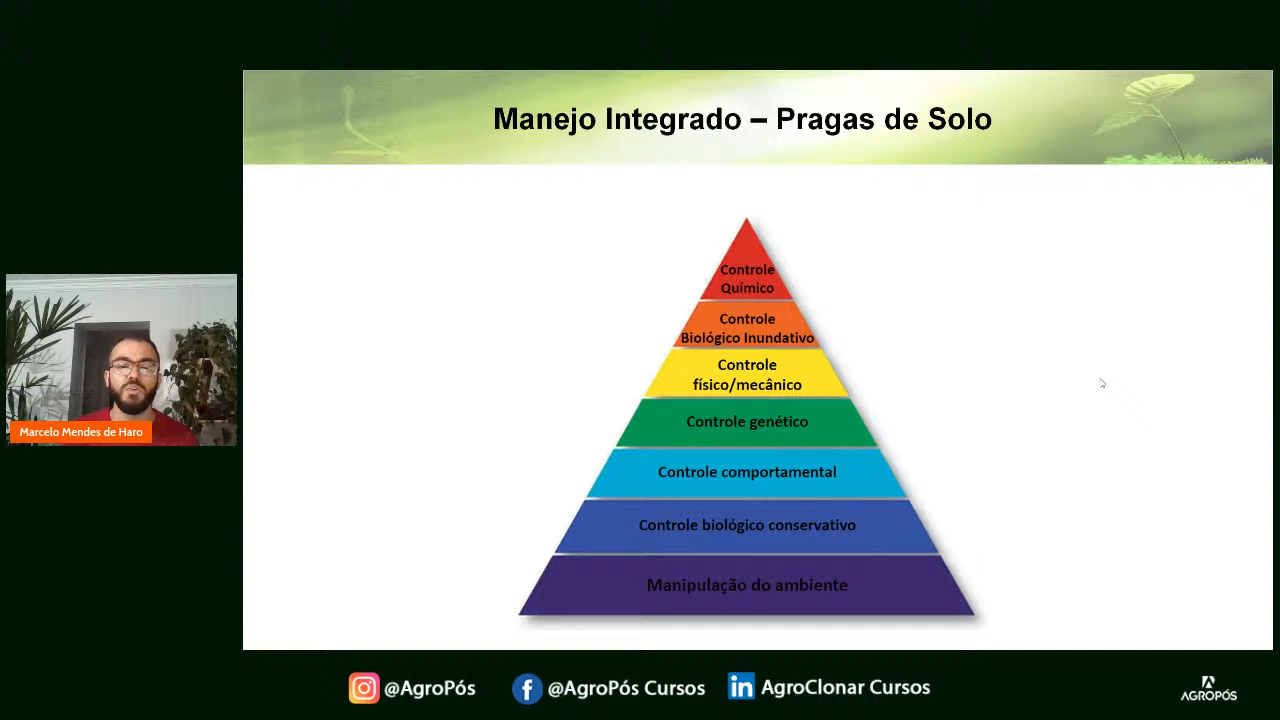 Manejo Integrado – Pragas de Solo
Controle
Químico
Controle
Biológico Inundativo
Controle
físico/mecânico
Controle genético
Controle comportamental
Controle biológico conservativo
Manipulação do ambiente
Marcelo Mendes de Haro
@AgroPós
@AgroPós Cursos
AgroClonar Cursos
AGROPÓS